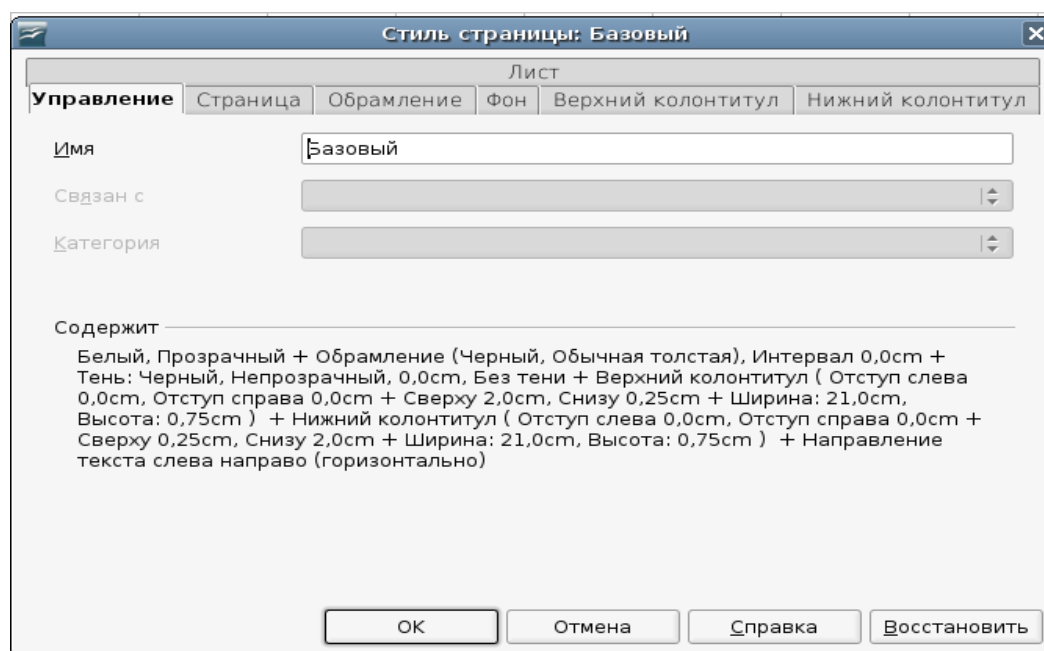 Стиль страницы: Базовый
Лист
Управление Страница Обрамление Фон Верхний колонтитул Нижний колонтитул
Имя Базовый
Связан с
Категория
Содержит
Белый, Прозрачный + Обрамление (Черный, Обычная толстая), Интервал 0,0cm +
Тень: Черный, Непрозрачный, 0,0cm, Без тени + Верхний колонтитул ( Отступ слева
0,0cm, Отступ справа 0,0cm + Сверху 2,0cm, Снизу 0,25cm + Ширина: 21,0cm,
Высота: 0,75cm ) + Нижний колонтитул ( Отступ слева 0,0cm, Отступ справа 0,0cm +
Сверху 0,25cm, Снизу 2,0cm + Ширина: 21,0cm, Высота: 0,75cm ) + Направление
текста слева направо (горизонтально)
OK Отмена Справка Восстановить